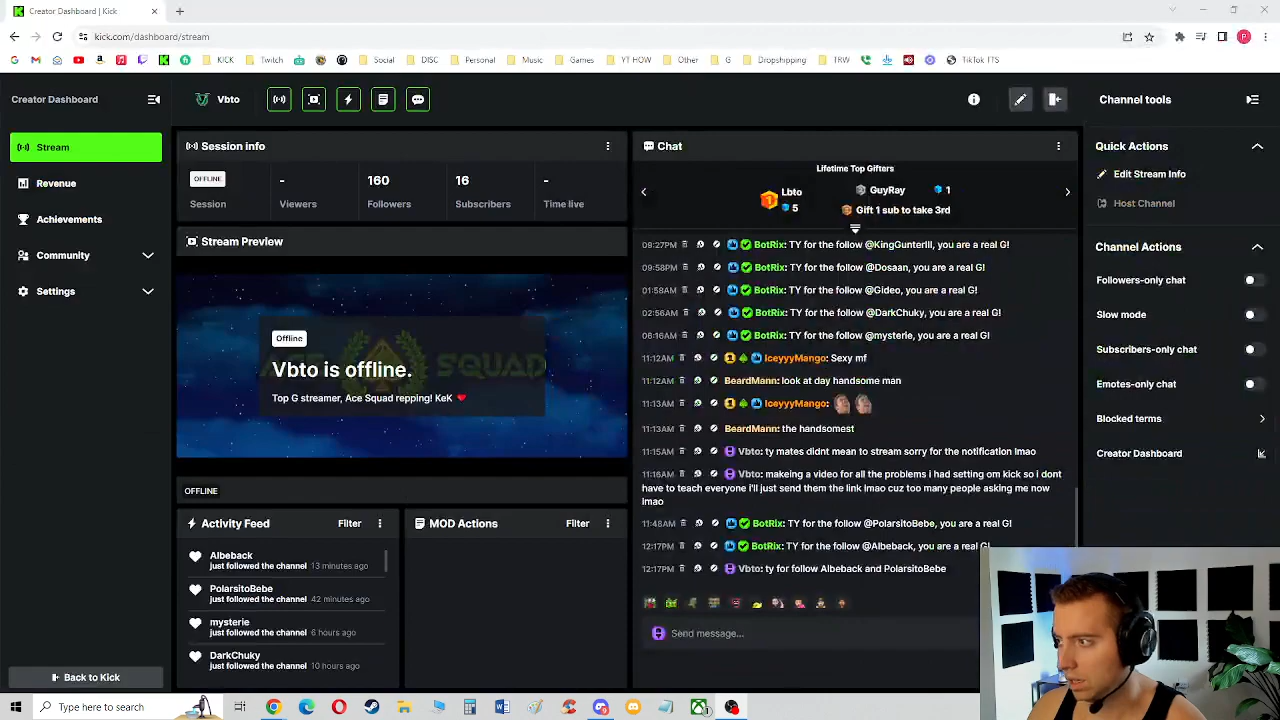 Creator Dashboard | Kick
kick.com/dashboard/stream
KICK
Twitch
Social
DISC
Personal
Music
Games
YT HOW
Other
G
Dropshipping
TRW
TikTok FTS
Creator Dashboard
Vbto
Channel tools
Stream
Revenue
Achievements
Community
Settings
Back to Kick
Session info
OFFLINE
Session
-
Viewers
160
Followers
16
Subscribers
-
Time live
Stream Preview
ACE SQUAD
Offline
Vbto is offline.
Top G streamer, Ace Squad repping! KeK
OFFLINE
Activity Feed
Filter
Albeback
just followed the channel 13 minutes ago
PolarsitoBebe
just followed the channel 42 minutes ago
mysterie
just followed the channel 6 hours ago
DarkChuky
just followed the channel 10 hours ago
MOD Actions
Filter
Chat
Lifetime Top Gifters
Lbto
5
GuyRay 1
Gift 1 sub to take 3rd
08:27PM BotRix: TY for the follow @KingGunterIII, you are a real G!
09:58PM BotRix: TY for the follow @Dosaan, you are a real G!
01:58AM BotRix: TY for the follow @Gideo, you are a real G!
02:56AM BotRix: TY for the follow @DarkChuky, you are a real G!
06:16AM BotRix: TY for the follow @mysterie, you are a real G!
11:12AM IceyyyMango: Sexy mf
11:12AM BeardMann: look at day handsome man
11:13AM IceyyyMango:
11:13AM BeardMann: the handsomest
11:15AM Vbto: ty mates didnt mean to stream sorry for the notification lmao
11:16AM Vbto: makeing a video for all the problems i had setting om kick so i dont
have to teach everyone i'll just send them the link lmao cuz too many people asking me now
lmao
11:48AM BotRix: TY for the follow @PolarsitoBebe, you are a real G!
12:17PM BotRix: TY for the follow @Albeback, you are a real G!
12:17PM Vbto: ty for follow Albeback and PolarsitoBebe
Send message...
Quick Actions
Edit Stream Info
Host Channel
Channel Actions
Followers-only chat
Slow mode
Subscribers-only chat
Emotes-only chat
Blocked terms
Creator Dashboard
Type here to search